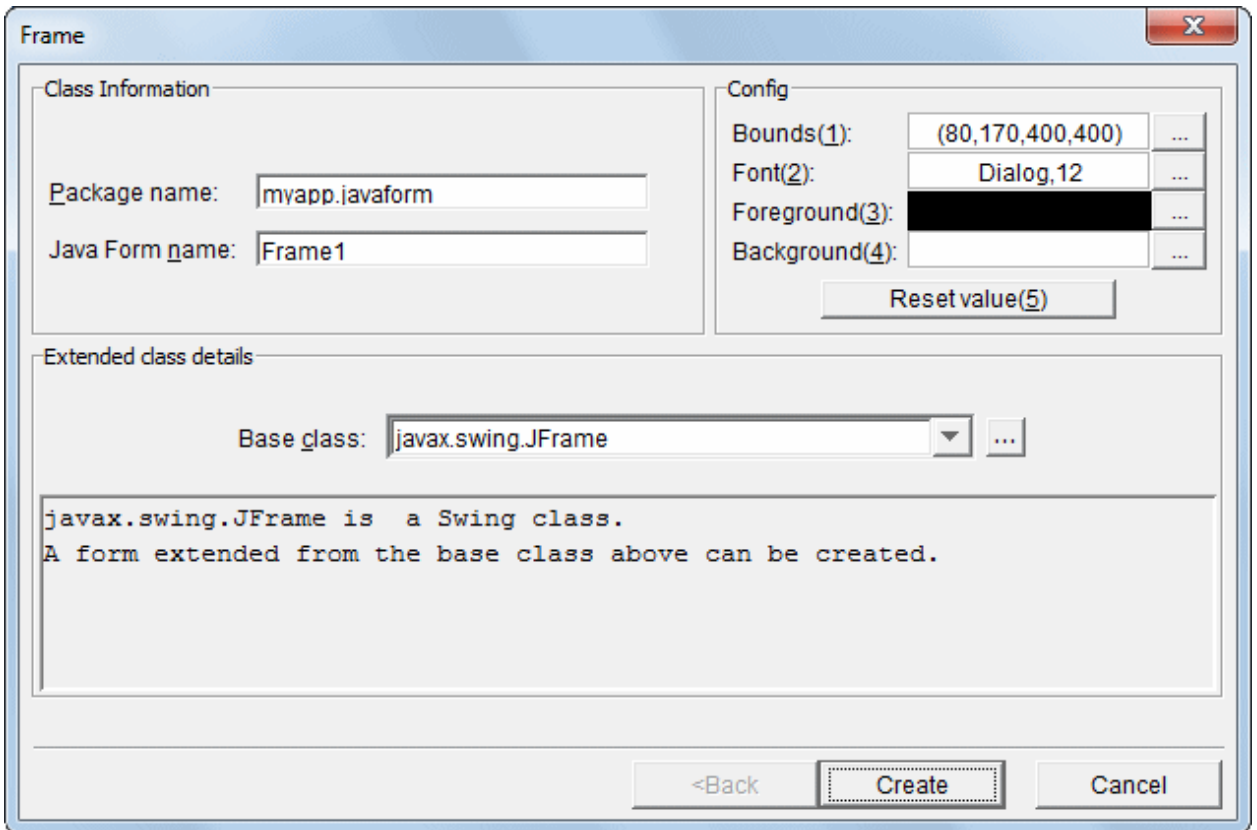 Frame
Class Information
Package name: myapp.javaform
Java Form name: Frame1
Config
Bounds(1): (80,170,400,400) ...
Font(2): Dialog,12 ...
Foreground(3): ...
Background(4): ...
Reset value(5)
Extended class details
Base class: javax.swing.JFrame ...
javax.swing.JFrame is  a Swing class.
A form extended from the base class above can be created.
<Back Create Cancel